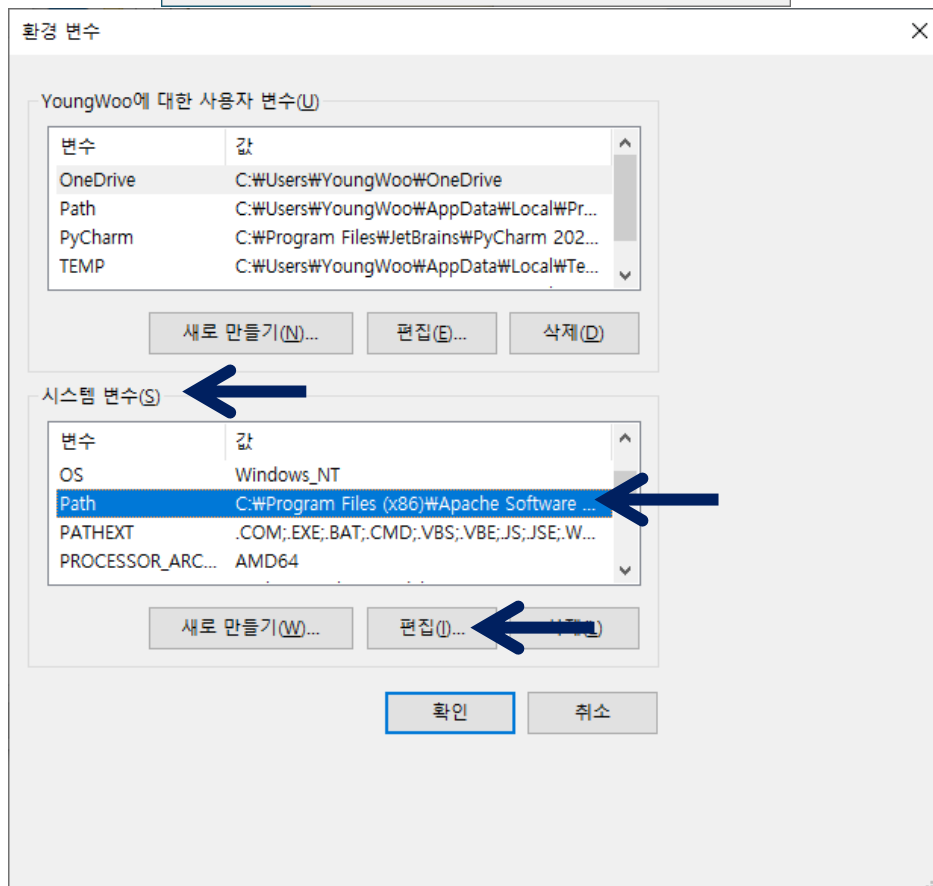 환경 변수
YoungWoo에 대한 사용자 변수(U)
변수 값
OneDrive C:₩Users₩YoungWoo₩OneDrive
Path C:₩Users₩YoungWoo₩AppData₩Local₩Pr...
PyCharm C:₩Program Files₩JetBrains₩PyCharm 202...
TEMP C:₩Users₩YoungWoo₩AppData₩Local₩Te...
새로 만들기(N)... 편집(E)... 삭제(D)
시스템 변수(S)
변수 값
OS Windows_NT
Path C:₩Program Files (x86)₩Apache Software ...
PATHEXT .COM;.EXE;.BAT;.CMD;.VBS;.VBE;.JS;.JSE;.W...
PROCESSOR_ARC... AMD64
새로 만들기(W)... 편집(I)...
확인 취소